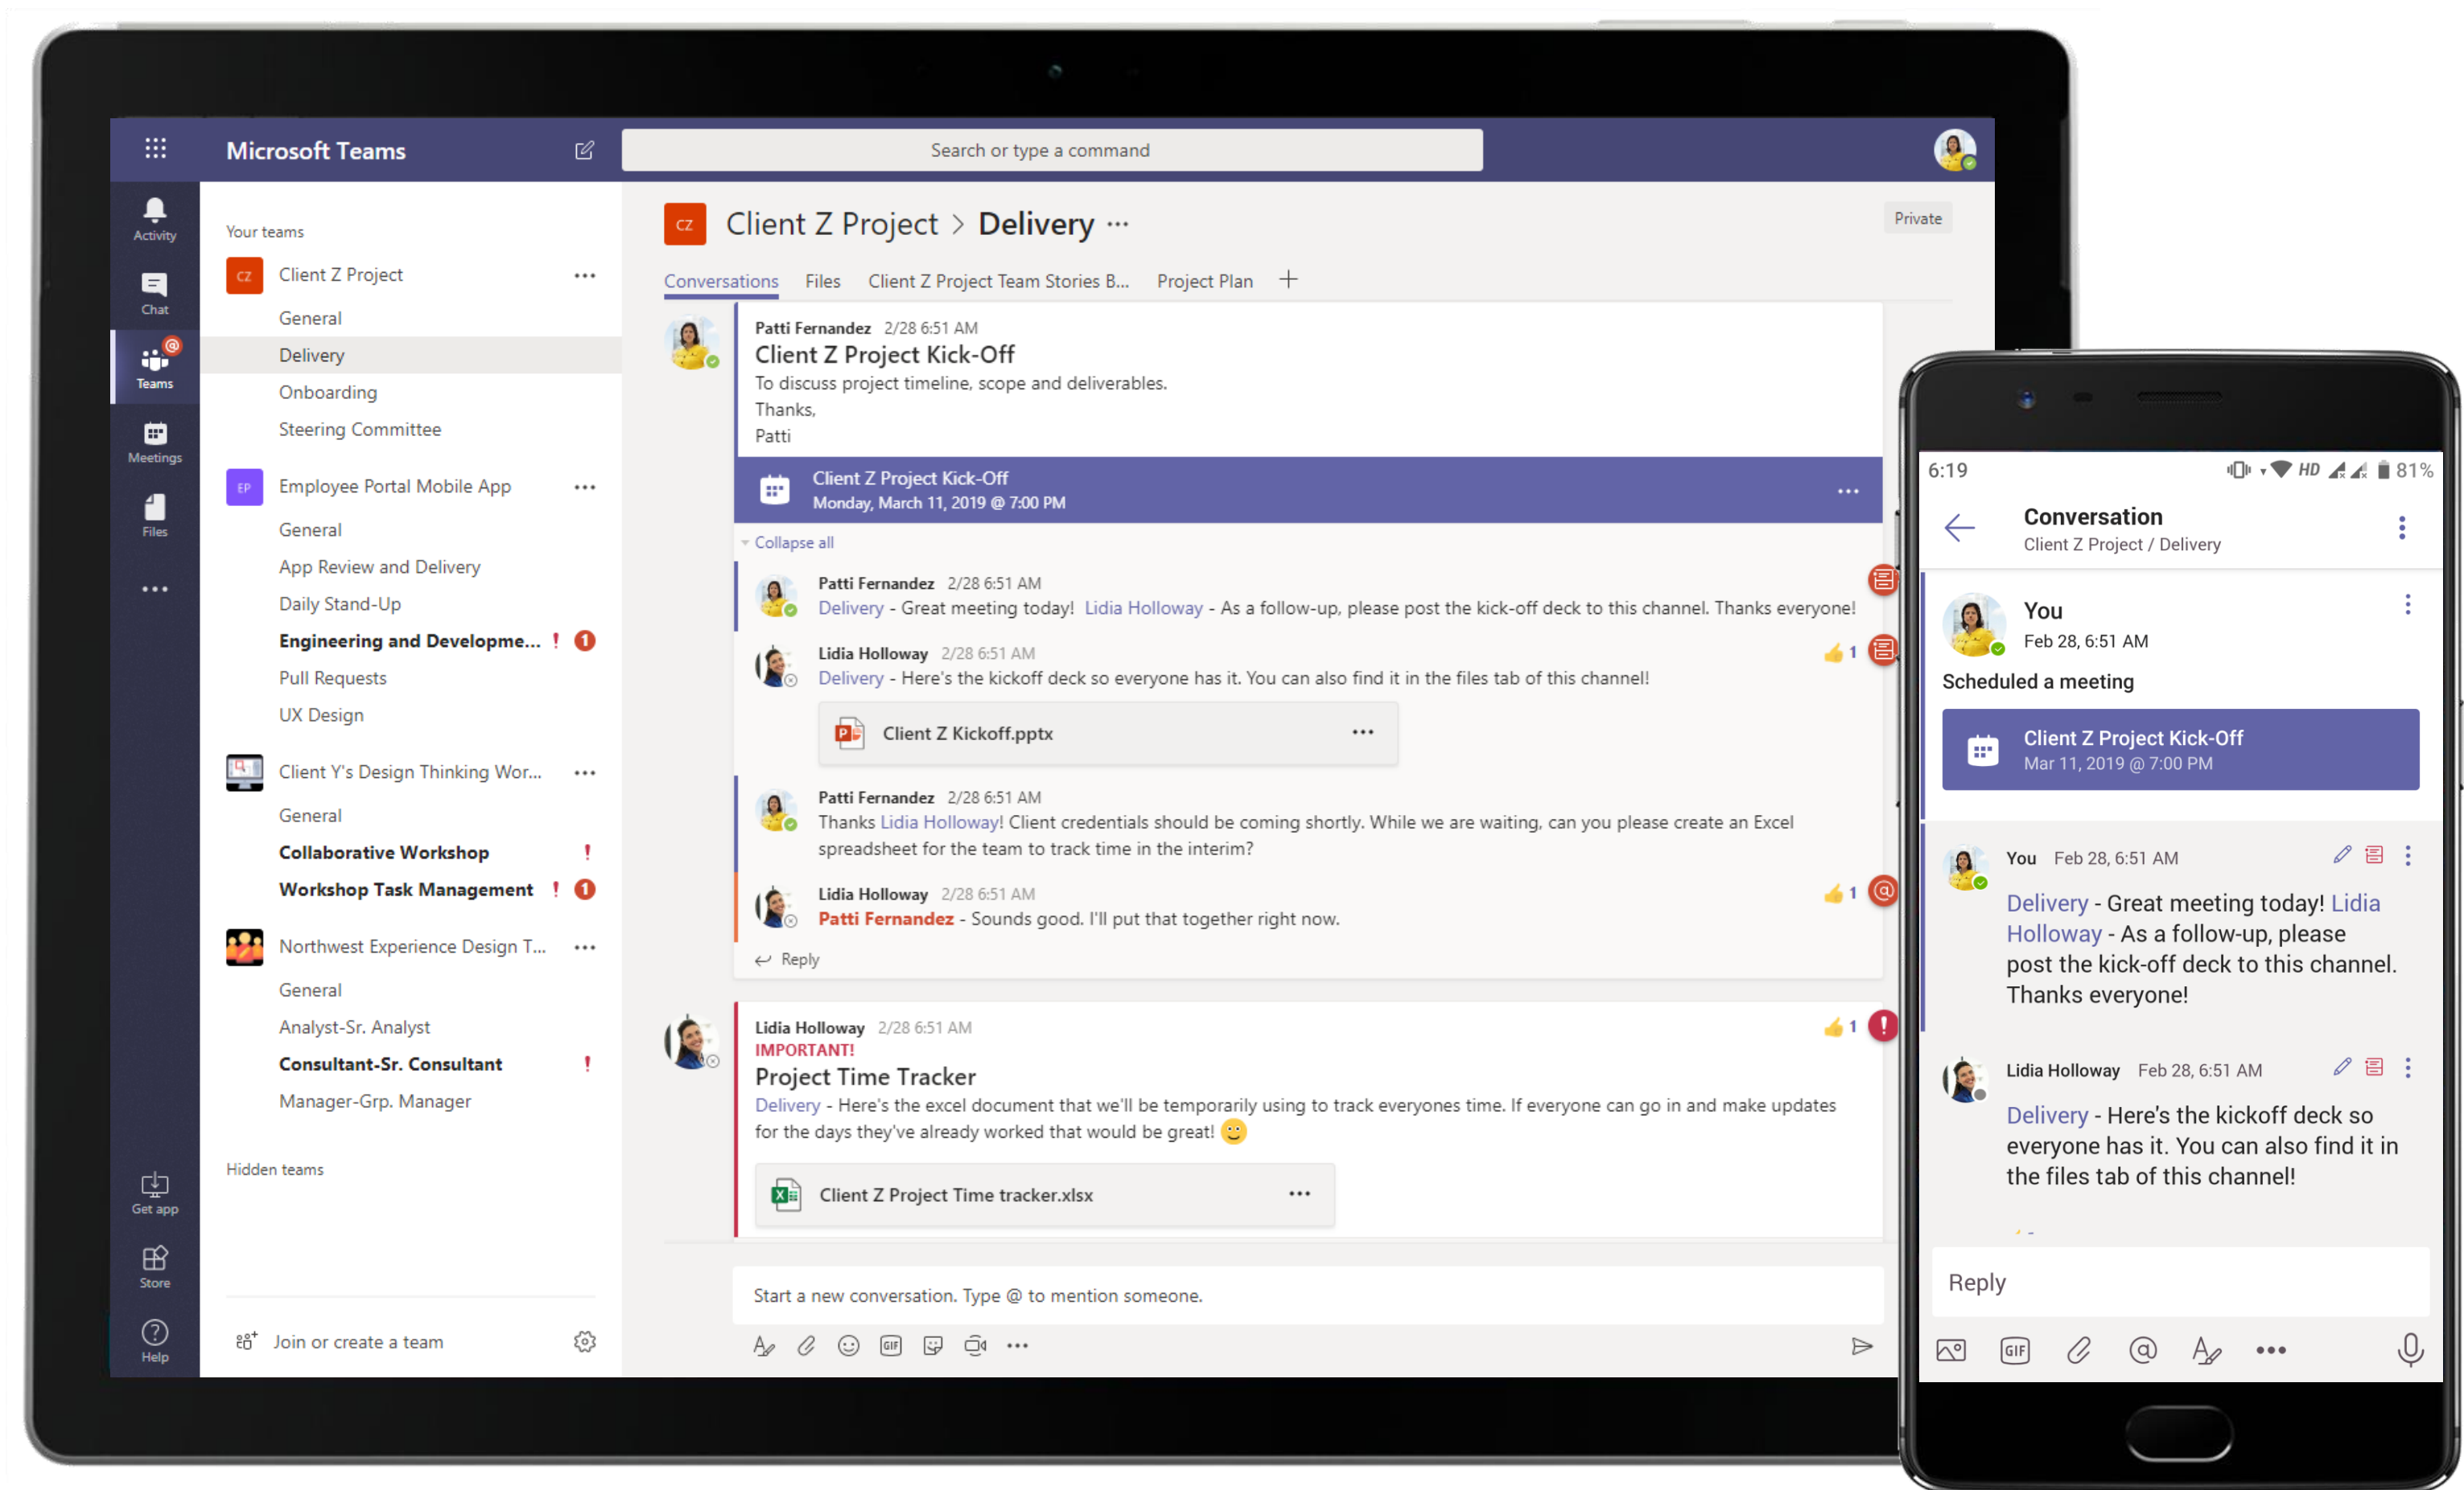 Microsoft Teams
Search or type a command
Activity
Chat
@
Teams
Meetings
Files
Get app
Store
Help
Your teams
CZ
Client Z Project
General
Delivery
Onboarding
Steering Committee
EP
Employee Portal Mobile App
General
App Review and Delivery
Daily Stand-Up
Engineering and Developme... ! 1
Pull Requests
UX Design
Client Y's Design Thinking Wor...
General
Collaborative Workshop !
Workshop Task Management ! 1
Northwest Experience Design T...
General
Analyst-Sr. Analyst
Consultant-Sr. Consultant !
Manager-Grp. Manager
Hidden teams
Join or create a team
CZ
Client Z Project > Delivery ...
Private
Conversations Files Client Z Project Team Stories B... Project Plan +
Patti Fernandez 2/28 6:51 AM
Client Z Project Kick-Off
To discuss project timeline, scope and deliverables.
Thanks,
Patti
Client Z Project Kick-Off
Monday, March 11, 2019 @ 7:00 PM
Collapse all
Patti Fernandez 2/28 6:51 AM
Delivery - Great meeting today! Lidia Holloway - As a follow-up, please post the kick-off deck to this channel. Thanks everyone!
Lidia Holloway 2/28 6:51 AM 1
Delivery - Here's the kickoff deck so everyone has it. You can also find it in the files tab of this channel!
Client Z Kickoff.pptx
Patti Fernandez 2/28 6:51 AM
Thanks Lidia Holloway! Client credentials should be coming shortly. While we are waiting, can you please create an Excel
spreadsheet for the team to track time in the interim?
Lidia Holloway 2/28 6:51 AM 1 @
Patti Fernandez - Sounds good. I'll put that together right now.
Reply
Lidia Holloway 2/28 6:51 AM 1 !
IMPORTANT!
Project Time Tracker
Delivery - Here's the excel document that we'll be temporarily using to track everyones time. If everyone can go in and make updates
for the days they've already worked that would be great! 🙂
Client Z Project Time tracker.xlsx
Start a new conversation. Type @ to mention someone.
GIF
6:19 HD 81%
Conversation
Client Z Project / Delivery
You
Feb 28, 6:51 AM
Scheduled a meeting
Client Z Project Kick-Off
Mar 11, 2019 @ 7:00 PM
You Feb 28, 6:51 AM
Delivery - Great meeting today! Lidia
Holloway - As a follow-up, please
post the kick-off deck to this channel.
Thanks everyone!
Lidia Holloway Feb 28, 6:51 AM
Delivery - Here's the kickoff deck so
everyone has it. You can also find it in
the files tab of this channel!
Reply
GIF @